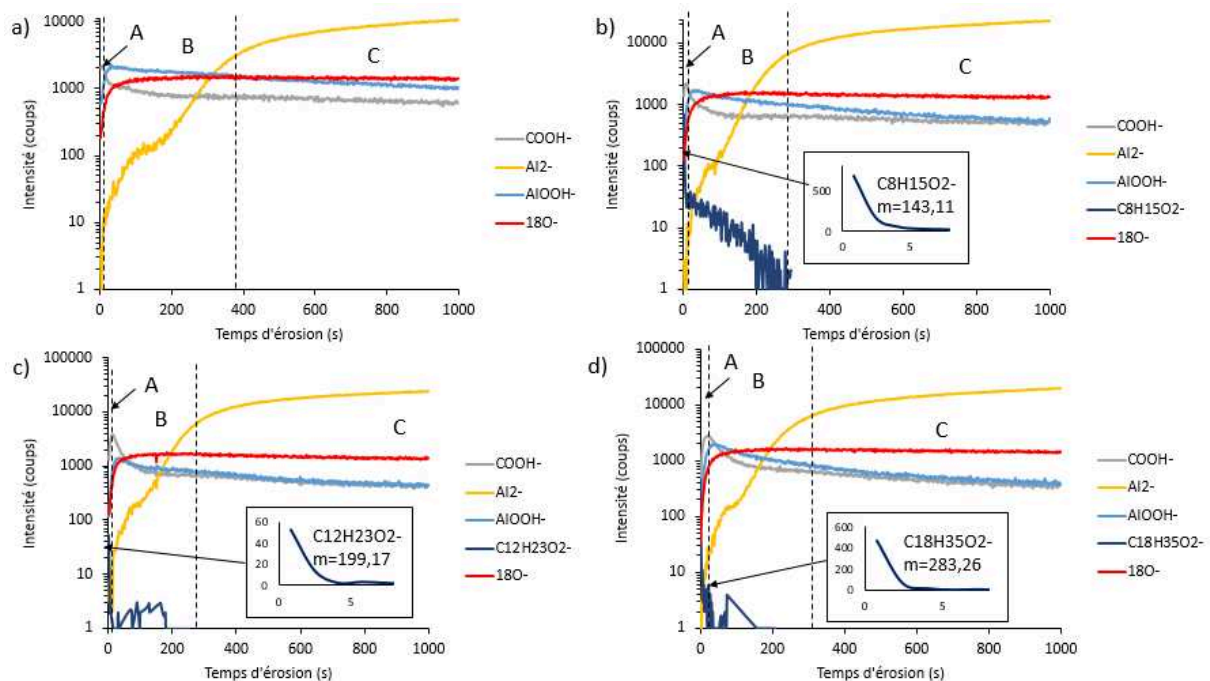 a)
Intensité (coups)
10000
1000
100
10
1
A
B
C
0
200
400
600
800
1000
Temps d'érosion (s)
COOH-
Al2-
AlOOH-
18O-
b)
Intensité (coups)
10000
1000
100
10
1
A
B
C
500
0
0
5
C8H15O2-
m=143,11
0
200
400
600
800
1000
Temps d'érosion (s)
COOH-
Al2-
AlOOH-
C8H15O2-
18O-
c)
Intensité (coups)
100000
10000
1000
100
10
1
A
B
C
60
40
20
0
0
5
C12H23O2-
m=199,17
0
200
400
600
800
1000
Temps d'érosion (s)
COOH-
Al2-
AlOOH-
C12H23O2-
18O-
d)
Intensité (coups)
100000
10000
1000
100
10
1
A
B
C
600
400
200
0
0
5
C18H35O2-
m=283,26
0
200
400
600
800
1000
Temps d'érosion (s)
COOH-
Al2-
AlOOH-
C18H35O2-
18O-